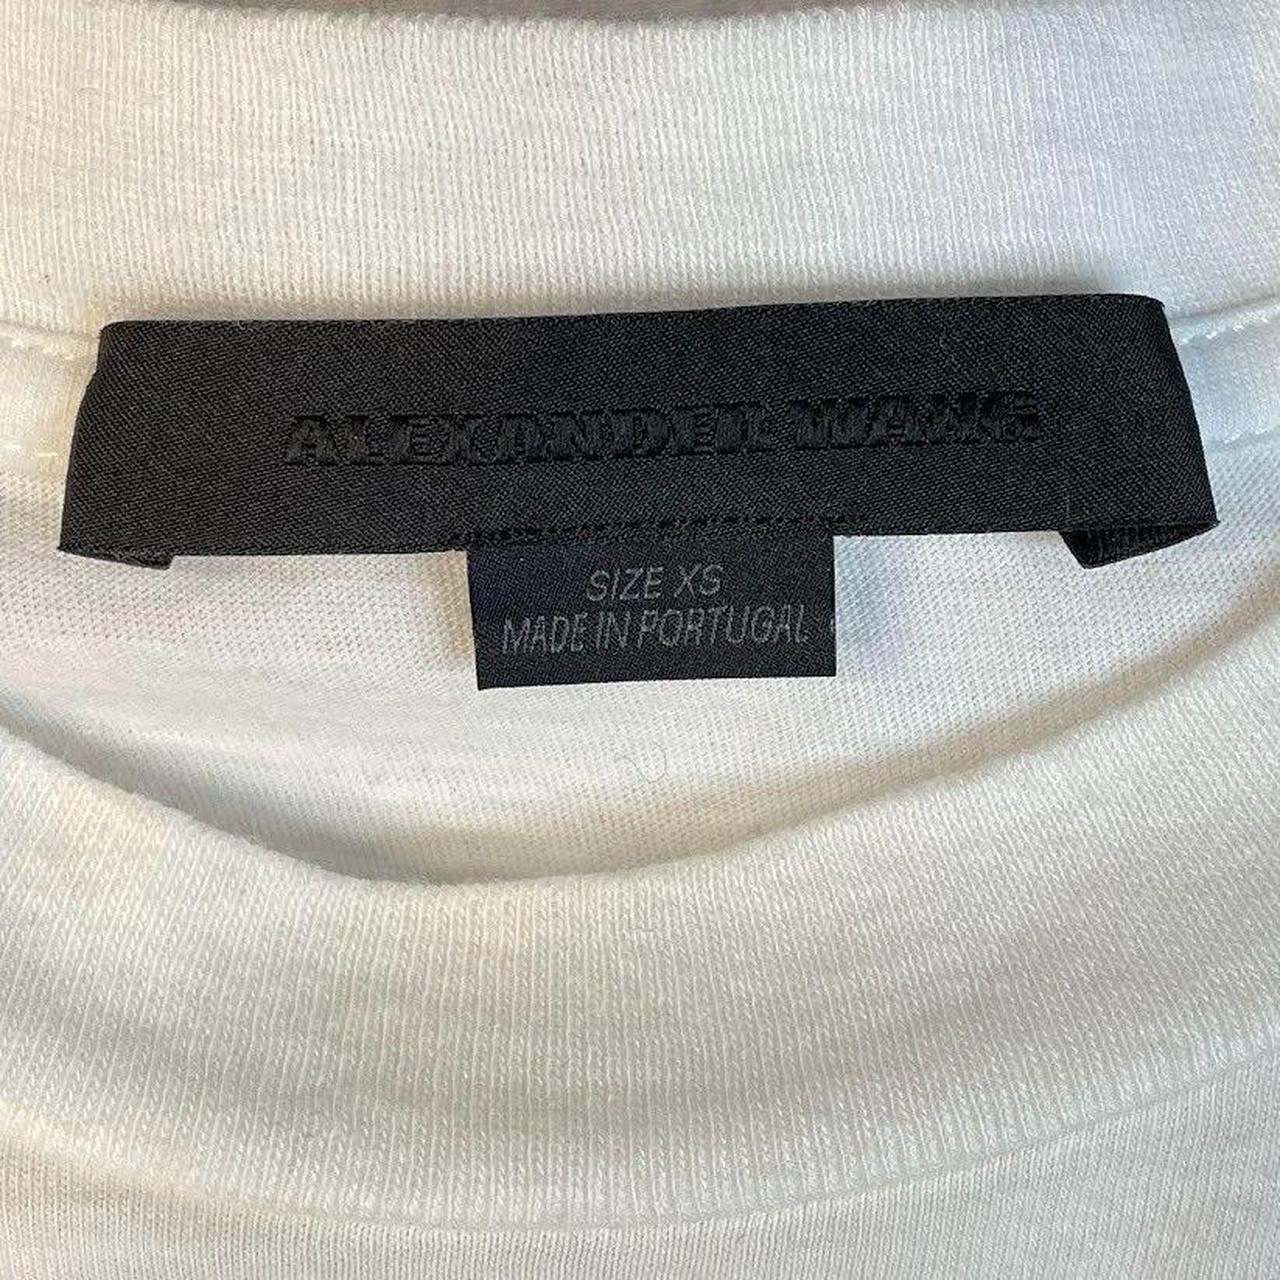 ALEXANDER WANG
SIZE XS
MADE IN PORTUGAL